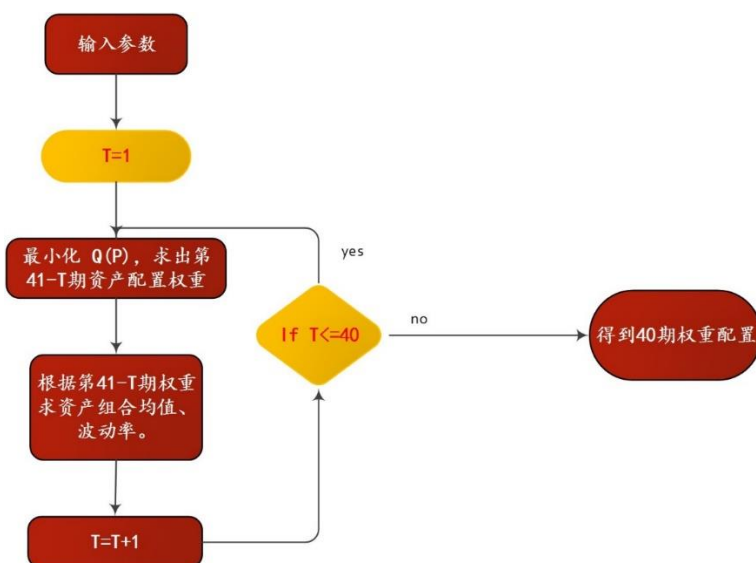 输入参数
T=1
最小化 Q(P)，求出第
41-T期资产配置权重
根据第41-T期权重
求资产组合均值、
波动率。
T=T+1
yes
If T<=40
no
得到40期权重配置